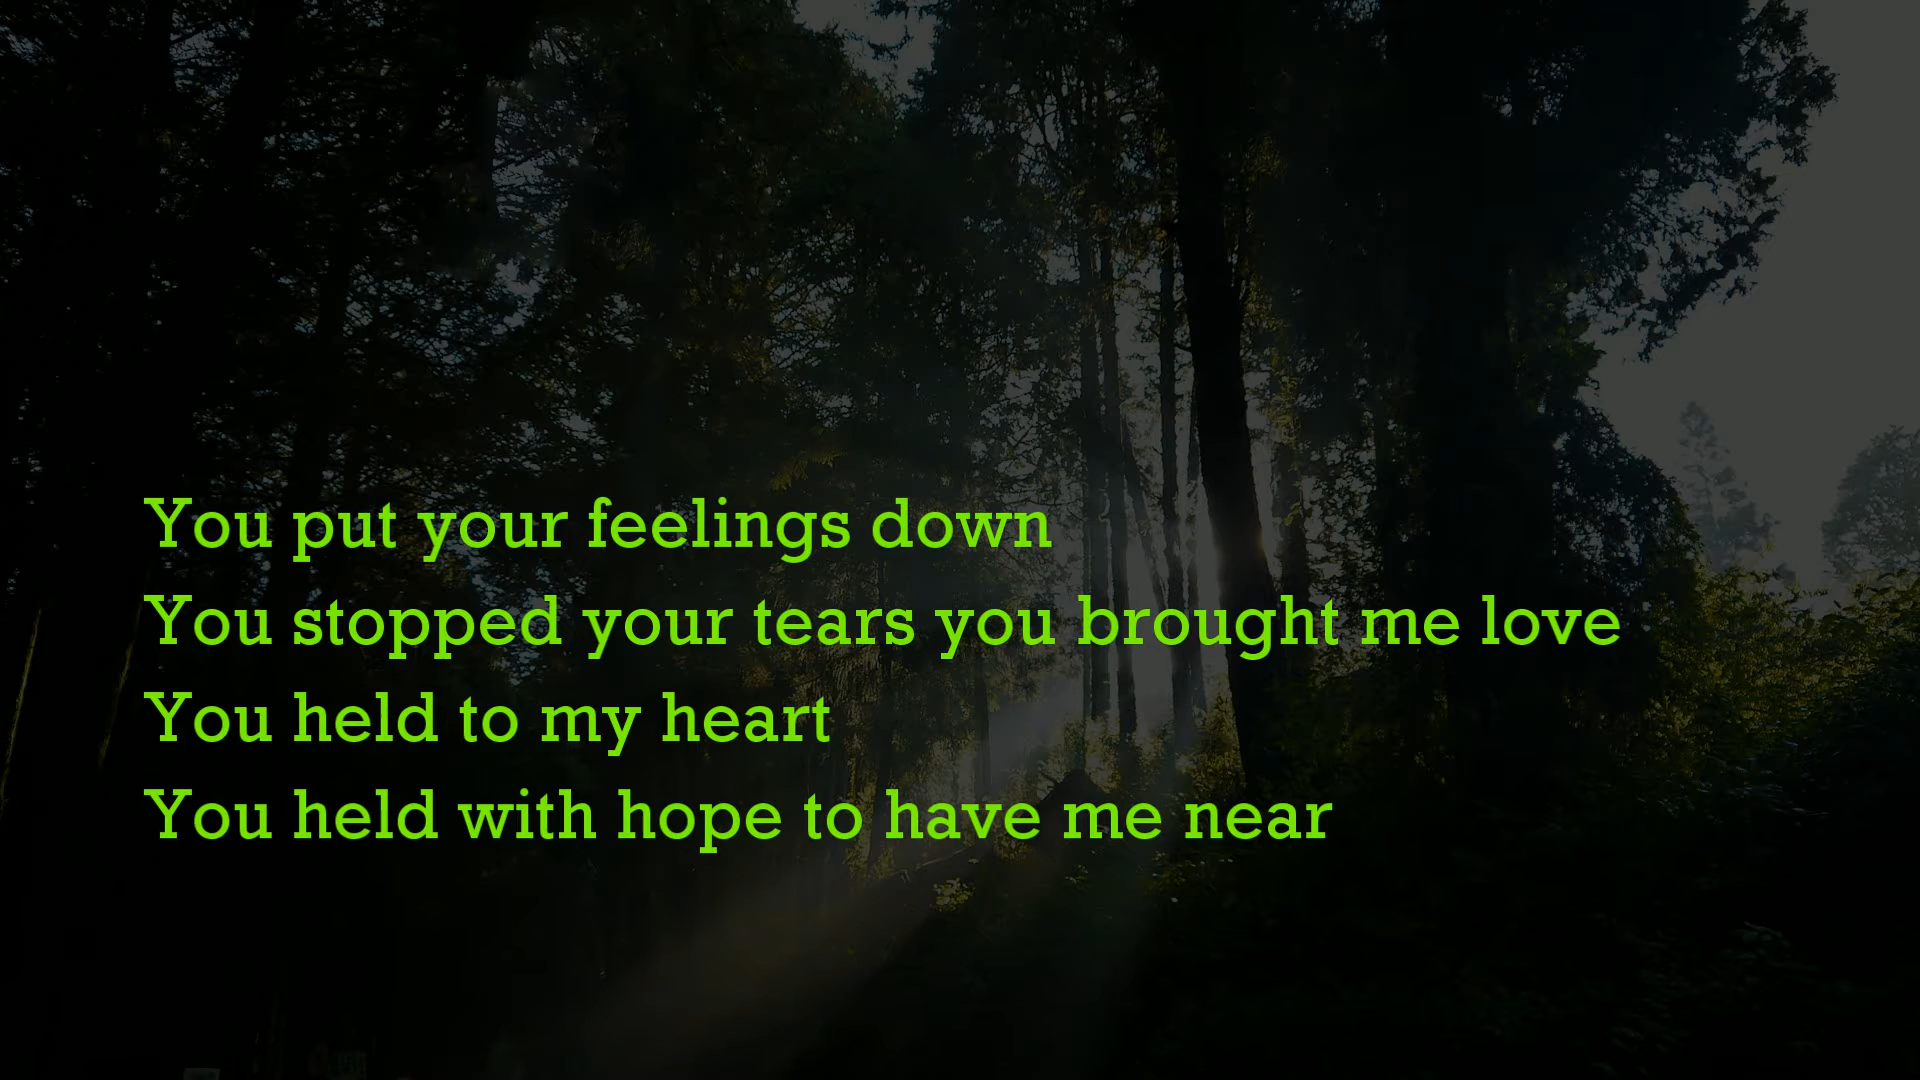 You put your feelings down
You stopped your tears you brought me love
You held to my heart
You held with hope to have me near